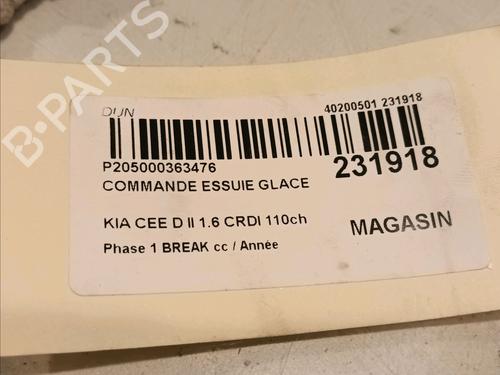 DUN
40200501 231918
P205000363476
231918
COMMANDE ESSUIE GLACE
KIA CEE D II 1.6 CRDI 110ch
MAGASIN
Phase 1 BREAK cc / Année
B-PARTS